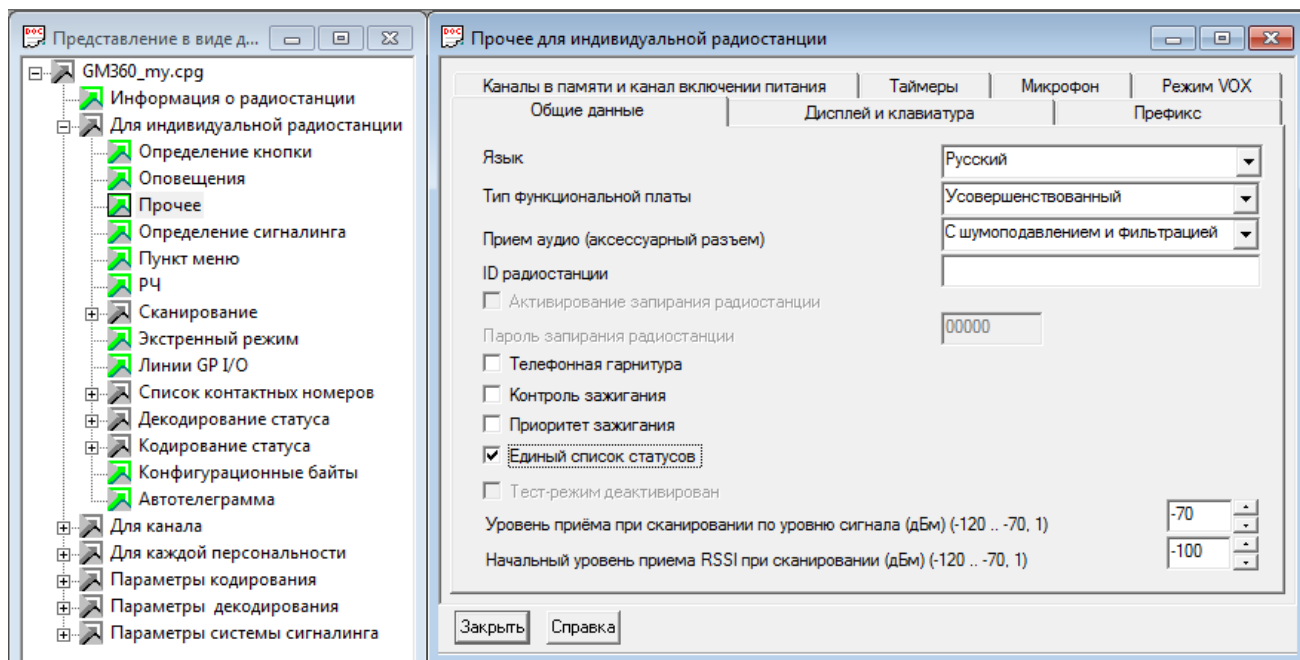 Представление в виде д...
GM360_my.cpg
Информация о радиостанции
Для индивидуальной радиостанции
Определение кнопки
Оповещения
Прочее
Определение сигналинга
Пункт меню
РЧ
Сканирование
Экстренный режим
Линии GP I/O
Список контактных номеров
Декодирование статуса
Кодирование статуса
Конфигурационные байты
Автотелеграмма
Для канала
Для каждой персональности
Параметры кодирования
Параметры декодирования
Параметры системы сигналинга
Прочее для индивидуальной радиостанции
Каналы в памяти и канал включении питания Таймеры Микрофон Режим VOX
Общие данные Дисплей и клавиатура Префикс
Язык Русский
Тип функциональной платы Усовершенствованный
Прием аудио (аксессуарный разъем) С шумоподавлением и фильтрацией
ID радиостанции
Активирование запирания радиостанции
Пароль запирания радиостанции 00000
Телефонная гарнитура
Контроль зажигания
Приоритет зажигания
Единый список статусов
Тест-режим деактивирован
Уровень приёма при сканировании по уровню сигнала (дБм) (-120 .. -70, 1) -70
Начальный уровень приема RSSI при сканировании (дБм) (-120 .. -70, 1) -100
Закрыть Справка